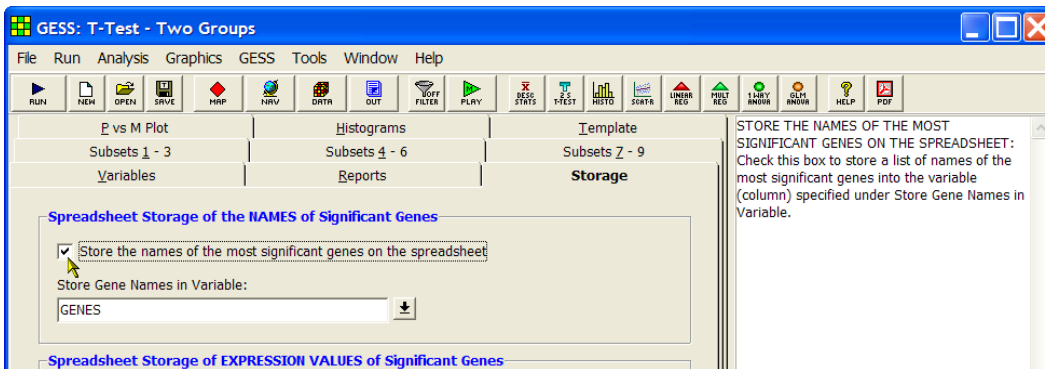 GESS: T-Test - Two Groups
File Run Analysis Graphics GESS Tools Window Help
RUN NEW OPEN SAVE MAP NAV DATA OUT OFF FILTER PLAY DESC STATS 2 S T-TEST HISTO SCAT-R LINEAR REG MULT REG 1 WAY ANOVA GLM ANOVA HELP PDF
P vs M Plot Histograms Template
Subsets 1 - 3 Subsets 4 - 6 Subsets 7 - 9
Variables Reports Storage
Spreadsheet Storage of the NAMES of Significant Genes
Store the names of the most significant genes on the spreadsheet
Store Gene Names in Variable:
GENES
Spreadsheet Storage of EXPRESSION VALUES of Significant Genes
STORE THE NAMES OF THE MOST
SIGNIFICANT GENES ON THE SPREADSHEET:
Check this box to store a list of names of the
most significant genes into the variable
(column) specified under Store Gene Names in
Variable.